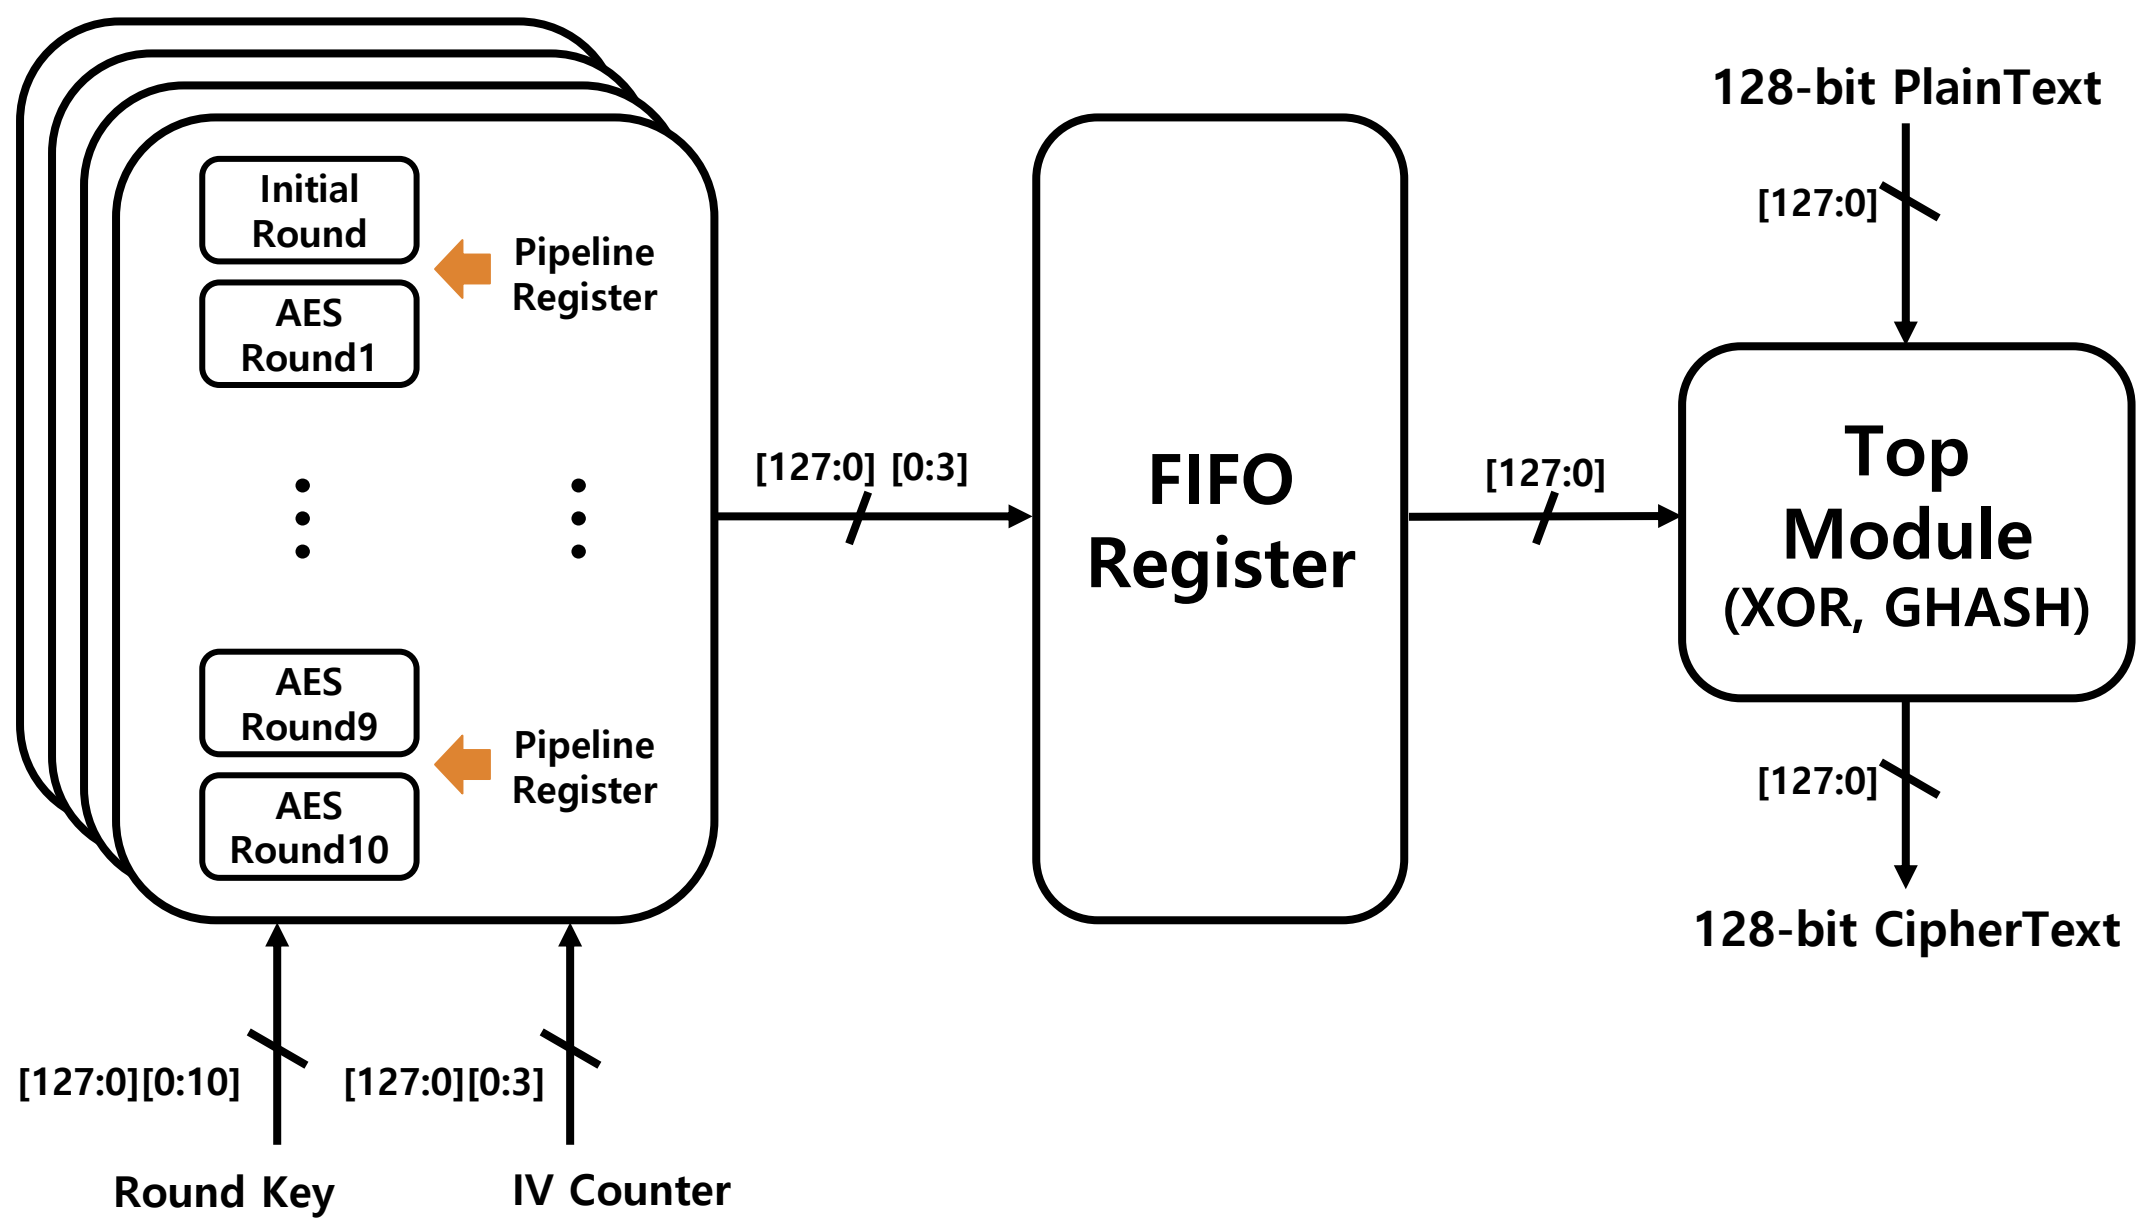 Initial
Round
AES
Round1
Pipeline
Register
AES
Round9
AES
Round10
Pipeline
Register
[127:0][0:10]
[127:0][0:3]
Round Key
IV Counter
[127:0] [0:3]
FIFO
Register
[127:0]
128-bit PlainText
[127:0]
Top
Module
(XOR, GHASH)
[127:0]
128-bit CipherText